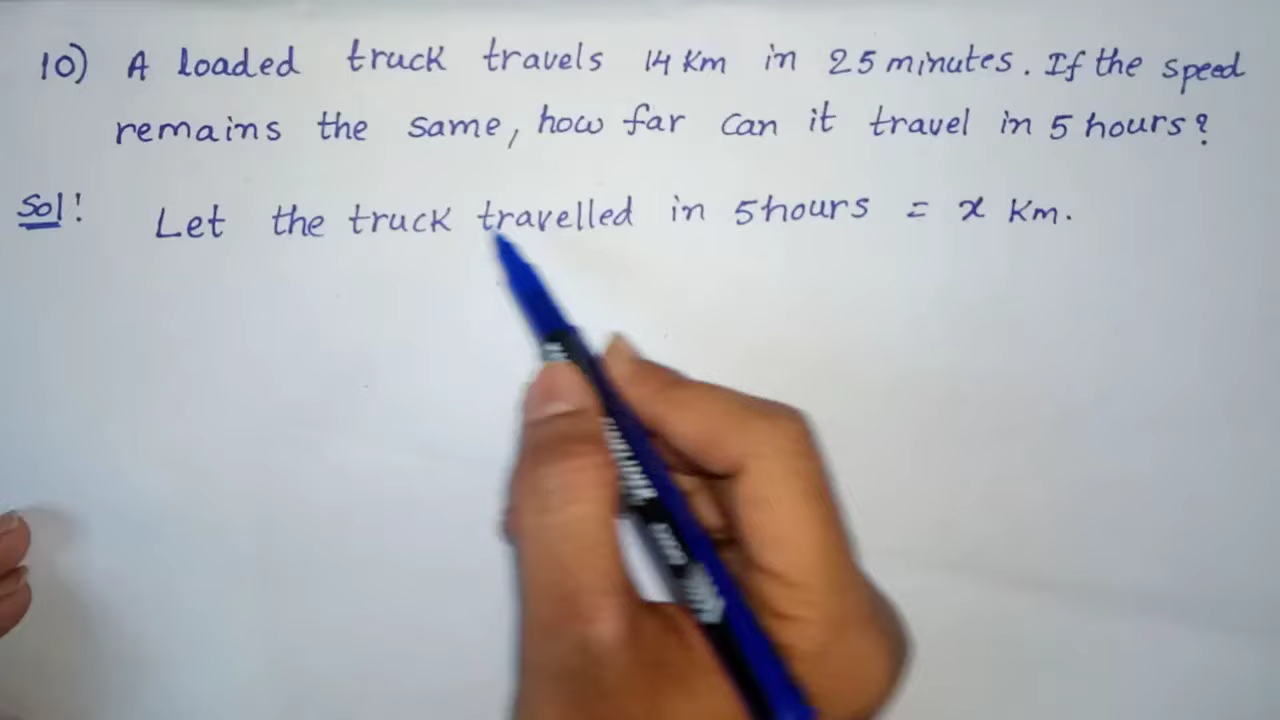 10) A loaded truck travels 14 Km in 25 minutes. If the speed
remains the same, how far can it travel in 5 hours?
Sol! Let the truck travelled in 5 hours = x Km.